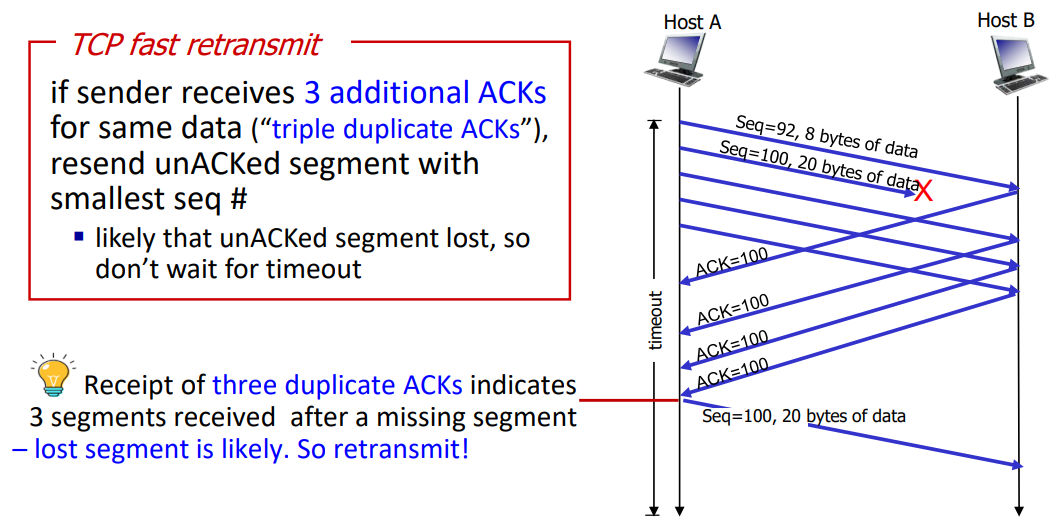 TCP fast retransmit
if sender receives 3 additional ACKs
for same data (“triple duplicate ACKs”),
resend unACKed segment with
smallest seq #
▪ likely that unACKed segment lost, so
don’t wait for timeout
Receipt of three duplicate ACKs indicates
3 segments received after a missing segment
– lost segment is likely. So retransmit!
Host A
Host B
Seq=92, 8 bytes of data
Seq=100, 20 bytes of data
X
ACK=100
ACK=100
ACK=100
ACK=100
timeout
Seq=100, 20 bytes of data